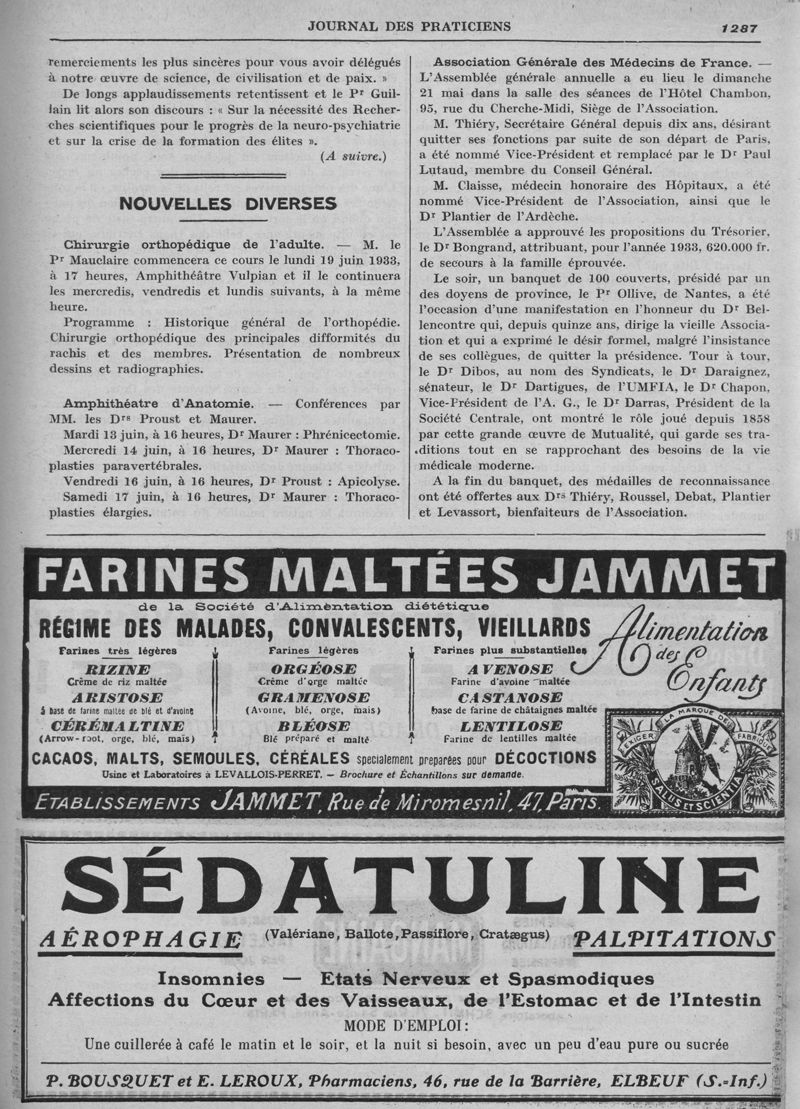 JOURNAL DES PRATICIENS
1287
remerciements les plus sincères pour vous avoir délégués
à notre œuvre de science, de civilisation et de paix. »
De longs applaudissements retentissent et le Pr Guil-
lain lit alors son discours : « Sur la nécessité des Recher-
ches scientifiques pour le progrès de la neuro-psychiatrie
et sur la crise de la formation des élites ».
(A suivre.)
NOUVELLES DIVERSES
Chirurgie orthopédique de l'adulte. — M. le
Pr Mauclaire commencera ce cours le lundi 19 juin 1933,
à 17 heures, Amphithéâtre Vulpian et il le continuera
les mercredis, vendredis et lundis suivants, à la même
heure.
Programme : Historique général de l'orthopédie.
Chirurgie orthopédique des principales difformités du
rachis et des membres. Présentation de nombreux
dessins et radiographies.
Amphithéatre d'Anatomie. — Conférences par
MM. les Drs Proust et Maurer.
Mardi 13 juin, à 16 heures, Dr Maurer : Phrénicectomie.
Mercredi 14 juin, à 16 heures, Dr Maurer : Thoraco-
plasties paravertébrales.
Vendredi 16 juin, à 16 heures, Dr Proust : Apicolyse.
Samedi 17 juin, à 16 heures, Dr Maurer : Thoraco-
plasties élargies.
Association Générale des Médecins de France. —
L'Assemblée générale annuelle a eu lieu le dimanche
21 mai dans la salle des séances de l'Hôtel Chambon,
95, rue du Cherche-Midi, Siège de l'Association.
M. Thiéry, Secrétaire Général depuis dix ans, désirant
quitter ses fonctions par suite de son départ de Paris,
a été nommé Vice-Président et remplacé par le Dr Paul
Lutaud, membre du Conseil Général.
M. Claisse, médecin honoraire des Hôpitaux, a été
nommé Vice-Président de l'Association, ainsi que le
Dr Plantier de l'Ardèche.
L'Assemblée a approuvé les propositions du Trésorier,
le Dr Bongrand, attribuant, pour l'année 1933, 620.000 fr.
de secours à la famille éprouvée.
Le soir, un banquet de 100 couverts, présidé par un
des doyens de province, le Pr Ollive, de Nantes, a été
l'occasion d'une manifestation en l'honneur du Dr Bel-
lencontre qui, depuis quinze ans, dirige la vieille Associa-
tion et qui a exprimé le désir formel, malgré l'insistance
de ses collègues, de quitter la présidence. Tour à tour,
le Dr Dibos, au nom des Syndicats, le Dr Daraignez,
sénateur, le Dr Dartigues, de l'UMFIA, le Dr Chapon,
Vice-Président de l'A. G., le Dr Darras, Président de la
Société Centrale, ont montré le rôle joué depuis 1858
par cette grande œuvre de Mutualité, qui garde ses tra-
ditions tout en se rapprochant des besoins de la vie
médicale moderne.
A la fin du banquet, des médailles de reconnaissance
ont été offertes aux Drs Thiéry, Roussel, Debat, Plantier
et Levassort, bienfaiteurs de l'Association.
FARINES MALTÉES JAMMET
de la Société d'Alimèntation diététique
RÉGIME DES MALADES, CONVALESCENTS, VIEILLARDS
Alimentation
des
Enfants
Farines très légères
RIZINE
Crème de riz maltée
ARISTOSE
à base de farine maltée de blé et d'avoine
CÉRÉMALTINE
(Arrow-root, orge, blé, maïs)
Farines légères
ORGÉOSE
Crème d'orge maltée
GRAMENOSE
(Avoine, blé, orge, maïs)
BLÉOSE
Blé préparé et malté
Farines plus substantielles
AVENOSE
Farine d'avoine maltée
CASTANOSE
base de farine de châtaignes maltée
LENTILOSE
Farine de lentilles maltée
CACAOS, MALTS, SEMOULES, CÉRÉALES specialement preparées pour DÉCOCTIONS
Usine et Laboratoires à LEVALLOIS-PERRET. — Brochure et Échantillons sur demande.
ETABLISSEMENTS JAMMET, Rue de Miromesnil, 47, Paris.
EXIGER LA MARQUE DE FABRIQUE
SALUS ET SCIENTIA
SÉDATULINE
AÉROPHAGIE
(Valériane, Ballote, Passiflore, Cratægus)
PALPITATIONS
Insomnies — Etats Nerveux et Spasmodiques
Affections du Cœur et des Vaisseaux, de l'Estomac et de l'Intestin
MODE D'EMPLOI:
Une cuillerée à café le matin et le soir, et la nuit si besoin, avec un peu d'eau pure ou sucrée
P. BOUSQUET et E. LEROUX, Pharmaciens, 46, rue de la Barrière, ELBEUF (S.=Inf.)